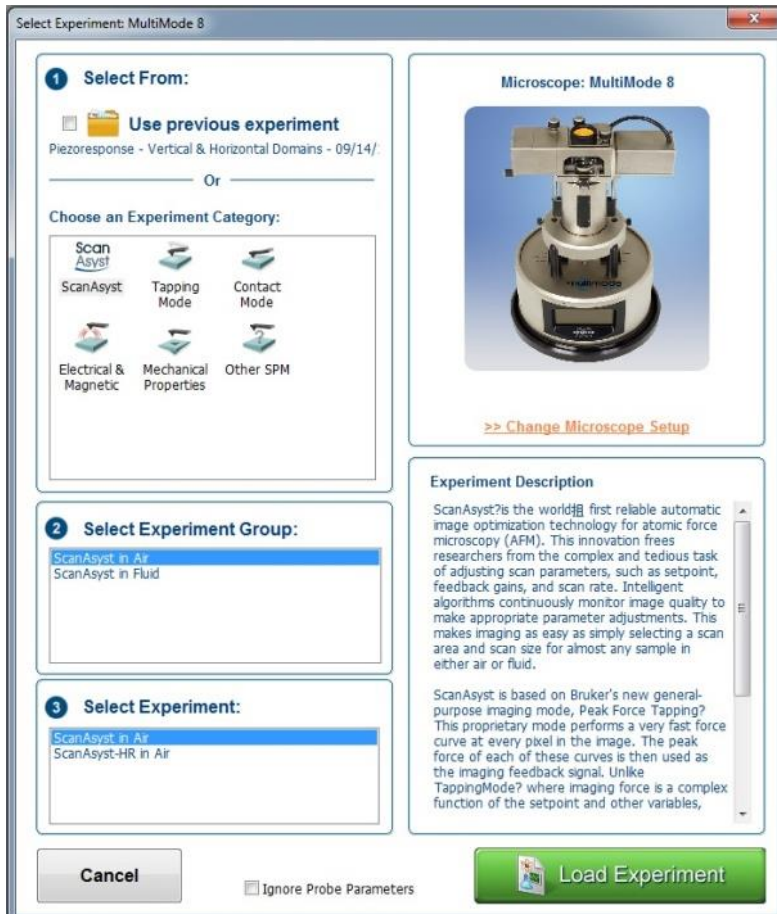 Select Experiment: MultiMode 8
1 Select From:
Use previous experiment
Piezoresponse - Vertical & Horizontal Domains - 09/14/
Or
Choose an Experiment Category:
Scan
Asyst
ScanAsyst
Tapping
Mode
Contact
Mode
Electrical &
Magnetic
Mechanical
Properties
Other SPM
2 Select Experiment Group:
ScanAsyst in Air
ScanAsyst in Fluid
3 Select Experiment:
ScanAsyst in Air
ScanAsyst-HR in Air
Cancel
Ignore Probe Parameters
Microscope: MultiMode 8
MultiMode
>> Change Microscope Setup
Experiment Description
ScanAsyst?is the world掐 first reliable automatic
image optimization technology for atomic force
microscopy (AFM). This innovation frees
researchers from the complex and tedious task
of adjusting scan parameters, such as setpoint,
feedback gains, and scan rate. Intelligent
algorithms continuously monitor image quality to
make appropriate parameter adjustments. This
makes imaging as easy as simply selecting a scan
area and scan size for almost any sample in
either air or fluid.
ScanAsyst is based on Bruker's new general-
purpose imaging mode, Peak Force Tapping?
This proprietary mode performs a very fast force
curve at every pixel in the image. The peak
force of each of these curves is then used as
the imaging feedback signal. Unlike
TappingMode? where imaging force is a complex
function of the setpoint and other variables,
Load Experiment